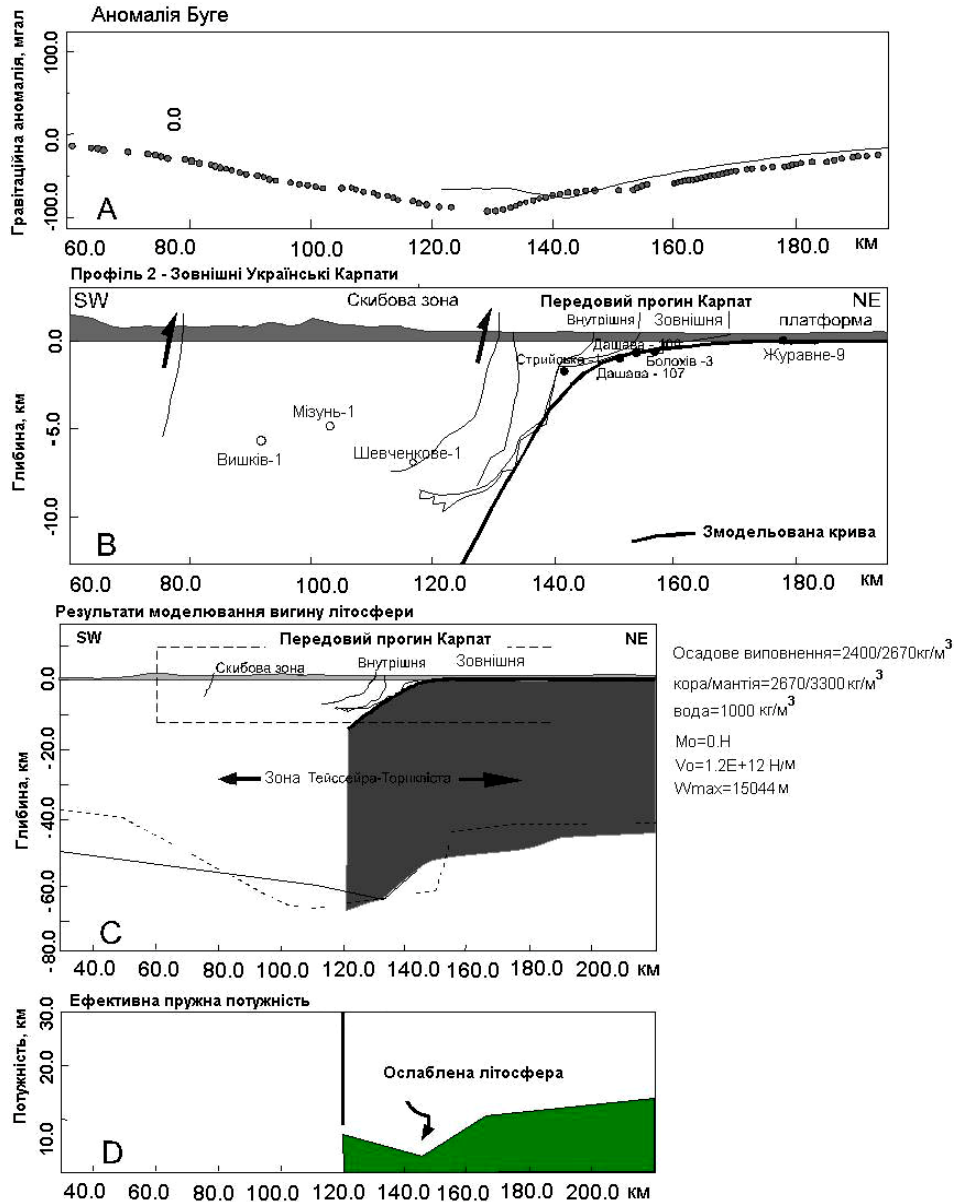 Аномалія Буге
Гравітаційна аномалія, мгал
100.0
0.0
-100.0
0.0
A
60.0 80.0 100.0 120.0 140.0 160.0 180.0 км
Профіль 2 - Зовнішні Українські Карпати
SW Скибова зона Передовий прогин Карпат NE
Внутрішня Зовнішня платформа
Глибина, км
0.0
-5.0
-10.0
Дашава - 108
Стрийська - 1 Болохів -3 Журавне-9
Дашава - 107
Мізунь-1
Вишків-1 Шевченкове-1
B Змодельована крива
60.0 80.0 100.0 120.0 140.0 160.0 180.0 км
Результати моделювання вигину літосфери
SW Передовий прогин Карпат NE
Скибова зона Внутрішня Зовнішня
Глибина, км
0.0
-20.0
-40.0
-60.0
-80.0
Зона Тейссейра-Торнкліста
C
40.0 60.0 80.0 100.0 120.0 140.0 160.0 180.0 200.0 км
Осадове виповнення=2400/2670кг/м³
кора/мантія=2670/3300 кг/м³
вода=1000 кг/м³
Mo=0.Н
Vo=1.2E+12 Н/м
Wmax=15044 м
Ефективна пружна потужність
Потужність, км
30.0
20.0
10.0
Ослаблена літосфера
D
40.0 60.0 80.0 100.0 120.0 140.0 160.0 180.0 200.0 км